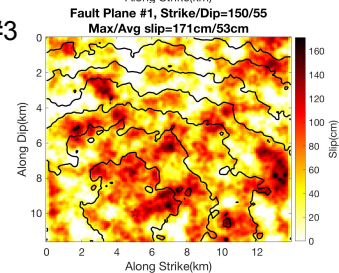 #3
Fault Plane #1, Strike/Dip=150/55
Max/Avg slip=171cm/53cm
0
2
4
6
8
10
Along Dip(km)
0 2 4 6 8 10 12
Along Strike(km)
160
140
120
100
80
60
40
20
0
Slip(cm)